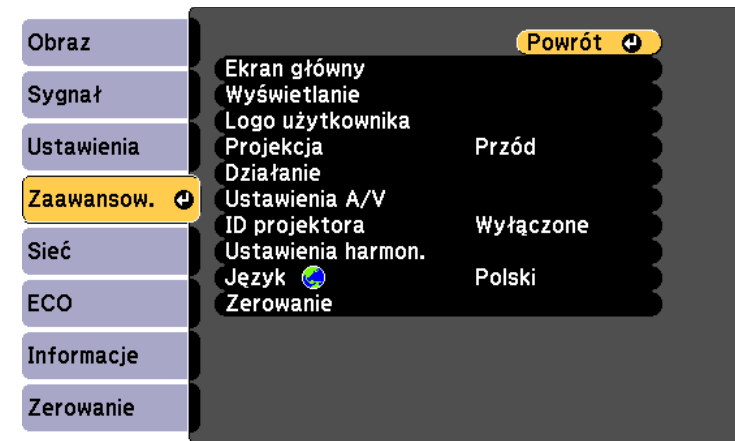 Obraz
Sygnał
Ustawienia
Zaawansow.
Sieć
ECO
Informacje
Zerowanie
Powrót
Ekran główny
Wyświetlanie
Logo użytkownika
Projekcja Przód
Działanie
Ustawienia A/V
ID projektora Wyłączone
Ustawienia harmon.
Język Polski
Zerowanie